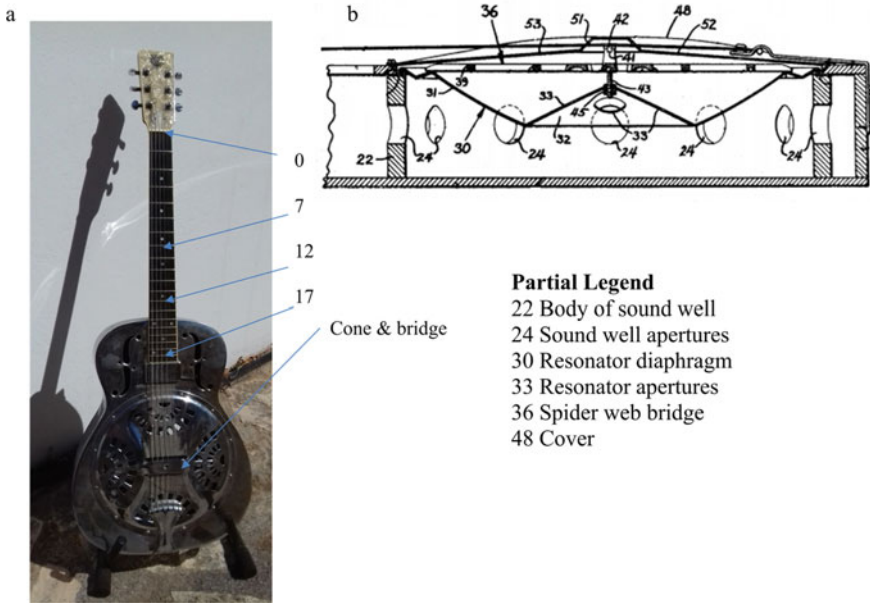 a
0
7
12
17
Cone & bridge
b
36
53
51
42
48
52
41
39
31
43
33
45
32
33
30
22
24
24
24
24
24
24
24
Partial Legend
22 Body of sound well
24 Sound well apertures
30 Resonator diaphragm
33 Resonator apertures
36 Spider web bridge
48 Cover